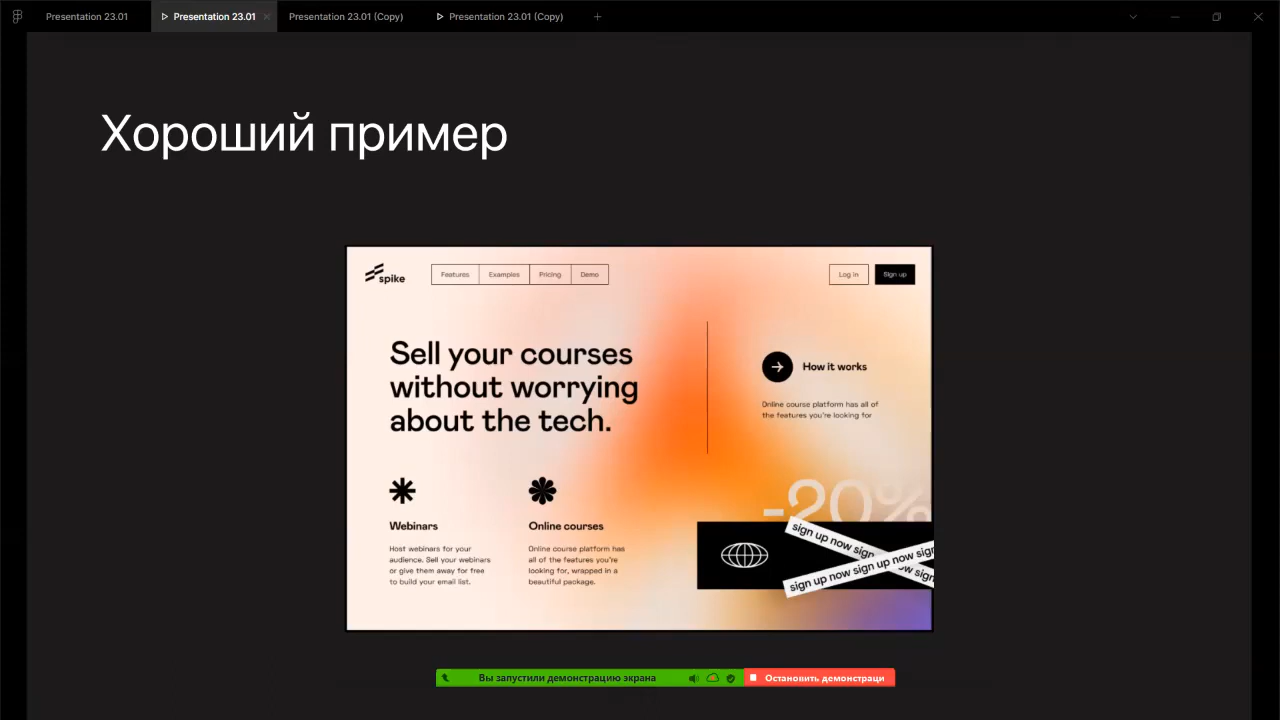 Presentation 23.01
Presentation 23.01
Presentation 23.01 (Copy)
Presentation 23.01 (Copy)
Хороший пример
spike
Features
Examples
Pricing
Demo
Log in
Sign up
Sell your courses
without worrying
about the tech.
How it works
Online course platform has all of
the features you're looking for
Webinars
Host webinars for your
audience. Sell your webinars
or give them away for free
to build your email list.
Online courses
Online course platform has
all of the features you're
looking for, wrapped in a
beautiful package.
-20%
sign up now sign
ow sign
sign up now sign up now sign
Вы запустили демонстрацию экрана
Остановить демонстраци